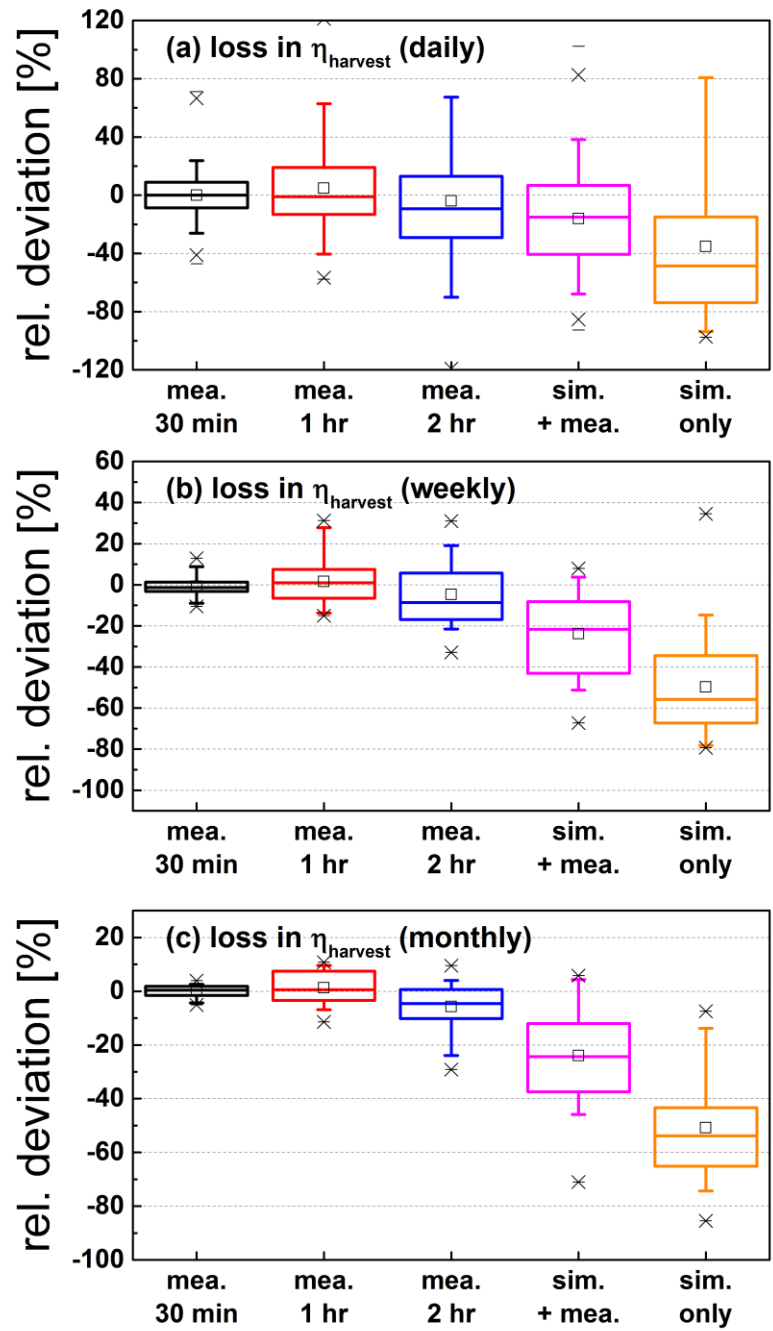 (a) loss in ηharvest (daily)
rel. deviation [%]
120
80
40
0
-40
-80
-120
mea. mea. mea. sim. sim.
30 min 1 hr 2 hr + mea. only
(b) loss in ηharvest (weekly)
rel. deviation [%]
60
40
20
0
-20
-40
-60
-80
-100
mea. mea. mea. sim. sim.
30 min 1 hr 2 hr + mea. only
(c) loss in ηharvest (monthly)
rel. deviation [%]
20
0
-20
-40
-60
-80
-100
mea. mea. mea. sim. sim.
30 min 1 hr 2 hr + mea. only